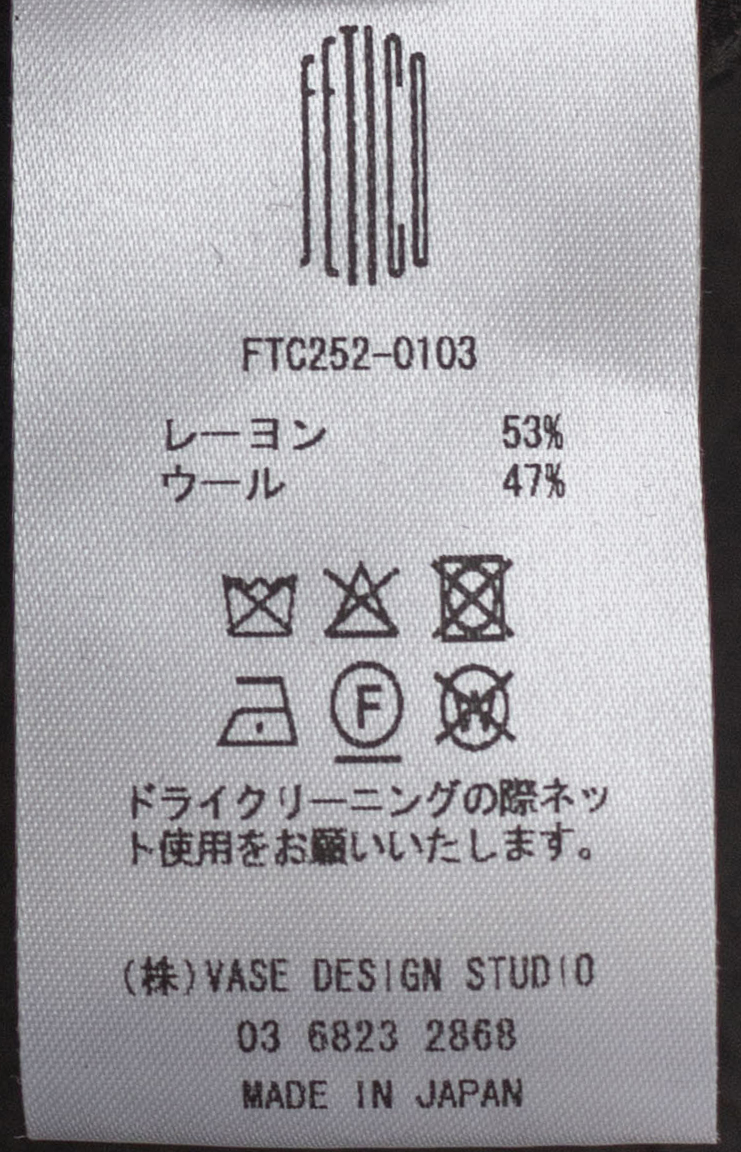 FETICO
FTC252-0103
レーヨン 53%
ウール 47%
F
W
ドライクリーニングの際ネッ
ト使用をお願いいたします。
(株)VASE DESIGN STUDIO
03 6823 2868
MADE IN JAPAN